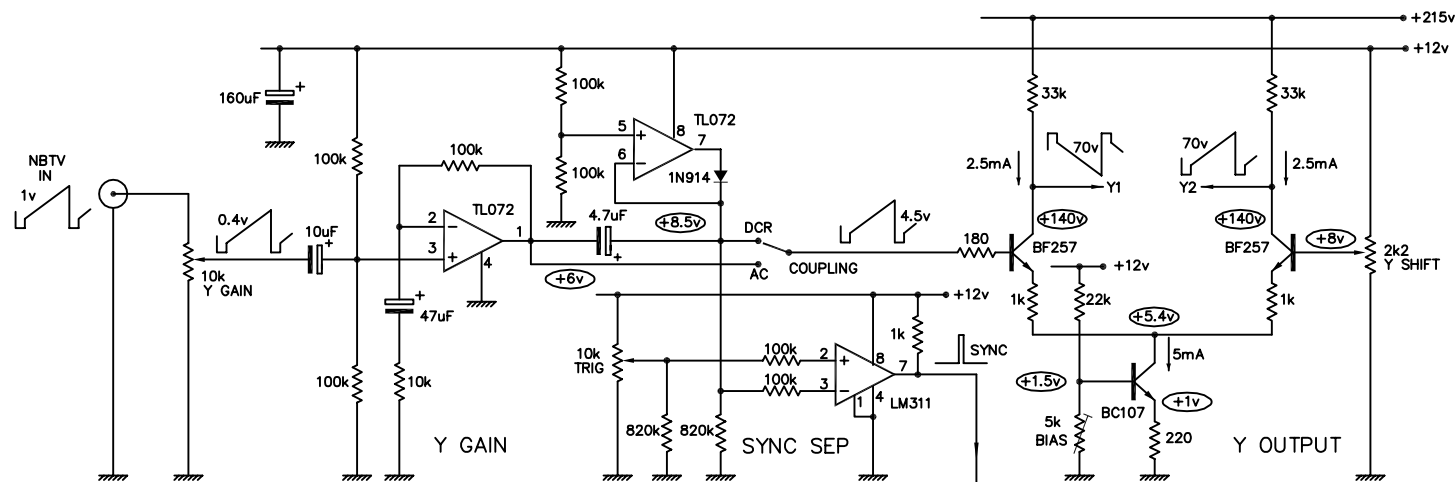 +215v
+12v
160uF
+
100k
100k
TL072
5
+
8
7
6
-
33k
33k
NBTV
IN
1v
100k
100k
100k
1N914
2.5mA
70v
70v
2.5mA
Y1
Y2
0.4v
10uF
+
TL072
2
-
1
3
+
4
4.7uF
+
+8.5v
DCR
4.5v
+140v
+140v
BF257
BF257
+8v
180
10k
Y GAIN
COUPLING
AC
+6v
2k2
Y SHIFT
+12v
+
47uF
+12v
22k
1k
1k
+5.4v
10k
TRIG
100k
1k
SYNC
5mA
100k
10k
2
+
8
7
100k
3
-
1
4
LM311
+1.5v
BC107
+1v
820k
820k
5k
BIAS
220
Y GAIN
SYNC SEP
Y OUTPUT